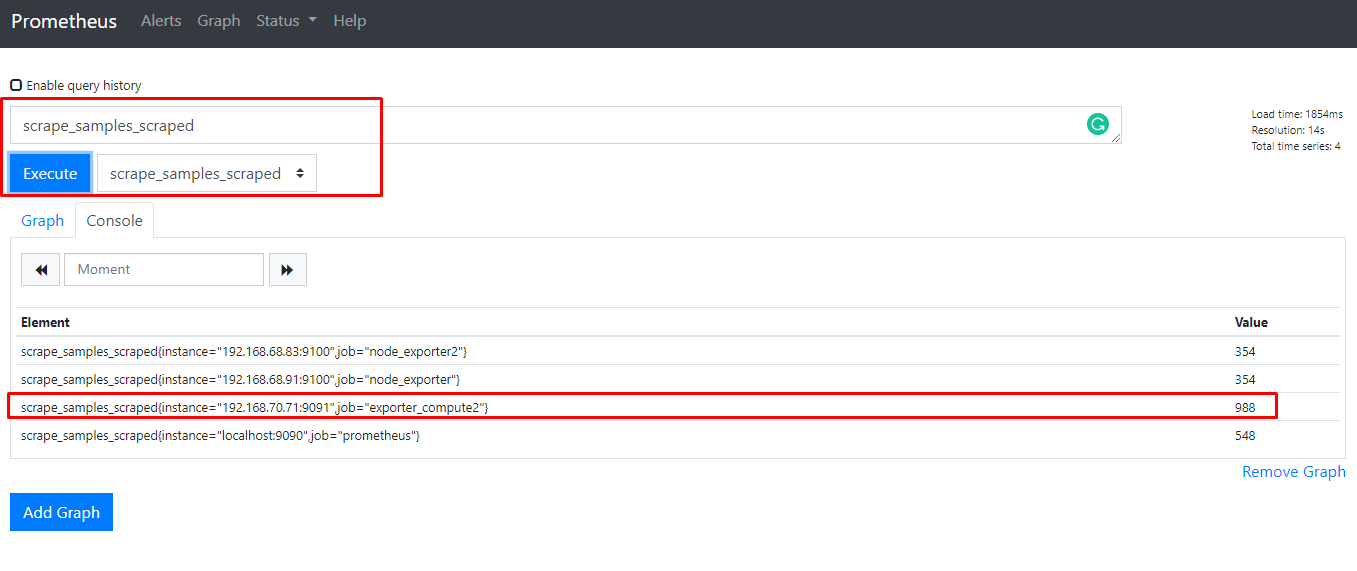 Prometheus Alerts Graph Status Help
Enable query history
scrape_samples_scraped
Load time: 1854ms
Resolution: 14s
Total time series: 4
Execute scrape_samples_scraped
Graph Console
Moment
Element Value
scrape_samples_scraped{instance="192.168.68.83:9100",job="node_exporter2"} 354
scrape_samples_scraped{instance="192.168.68.91:9100",job="node_exporter"} 354
scrape_samples_scraped{instance="192.168.70.71:9091",job="exporter_compute2"} 988
scrape_samples_scraped{instance="localhost:9090",job="prometheus"} 548
Remove Graph
Add Graph